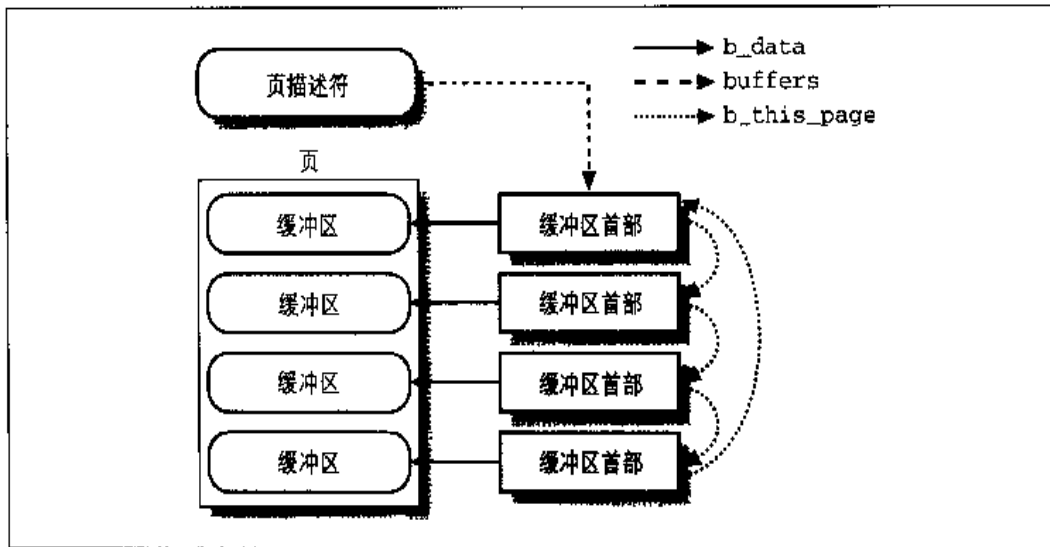 b_data
页描述符
buffers
b_this_page
页
缓冲区
缓冲区首部
缓冲区
缓冲区首部
缓冲区
缓冲区首部
缓冲区
缓冲区首部